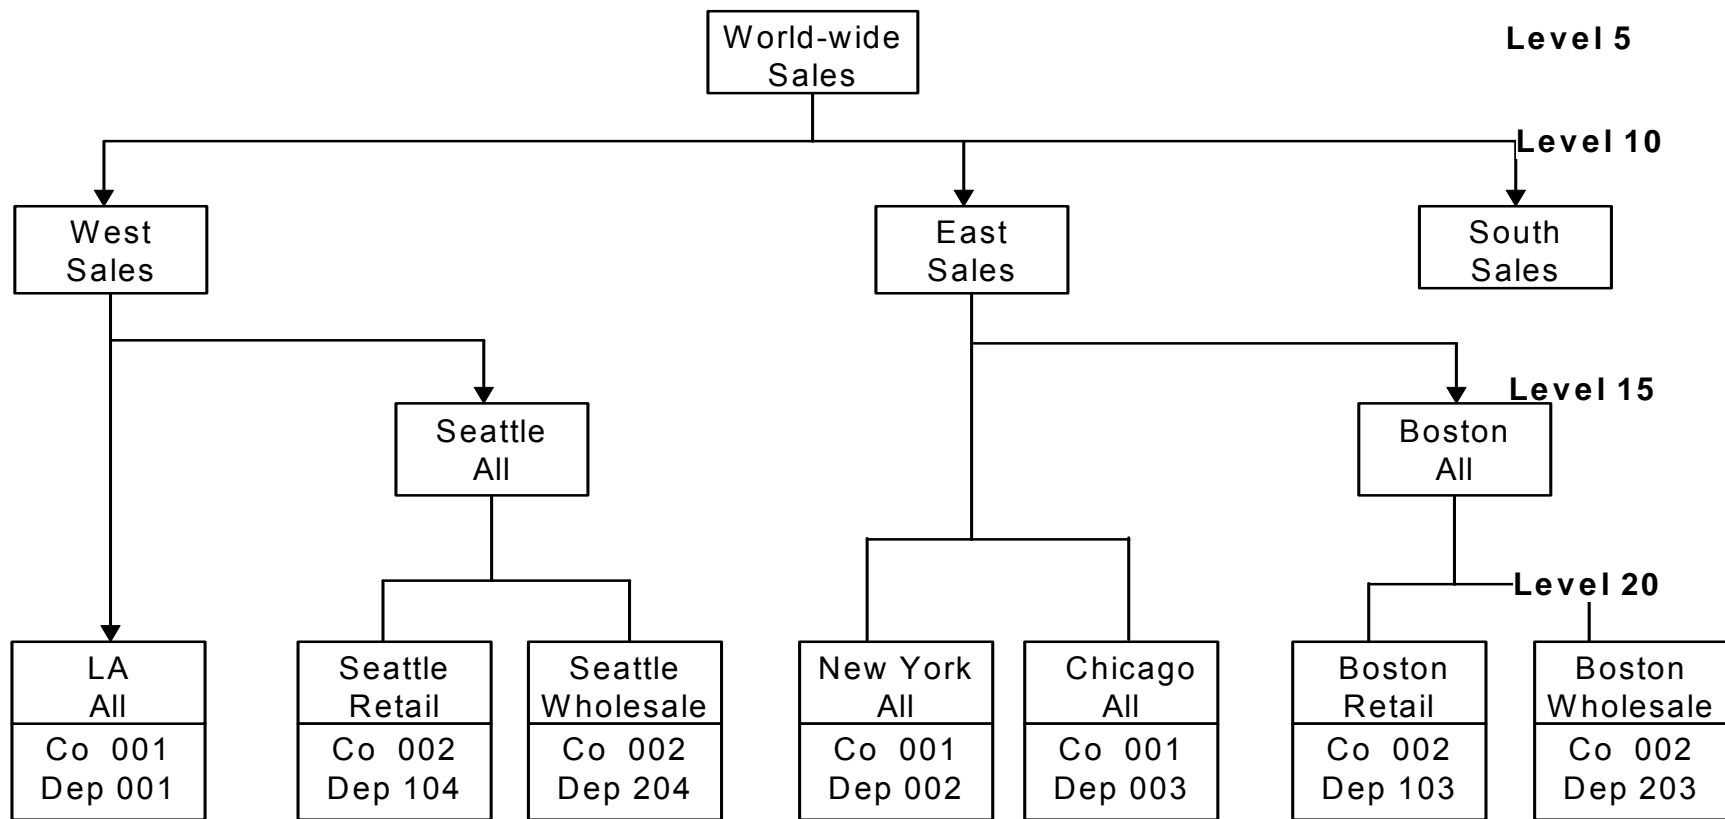 World-wide
Sales
Level 5
Level 10
West
Sales
East
Sales
South
Sales
Level 15
Seattle
All
Boston
All
Level 20
LA
All
Co 001
Dep 001
Seattle
Retail
Co 002
Dep 104
Seattle
Wholesale
Co 002
Dep 204
New York
All
Co 001
Dep 002
Chicago
All
Co 001
Dep 003
Boston
Retail
Co 002
Dep 103
Boston
Wholesale
Co 002
Dep 203